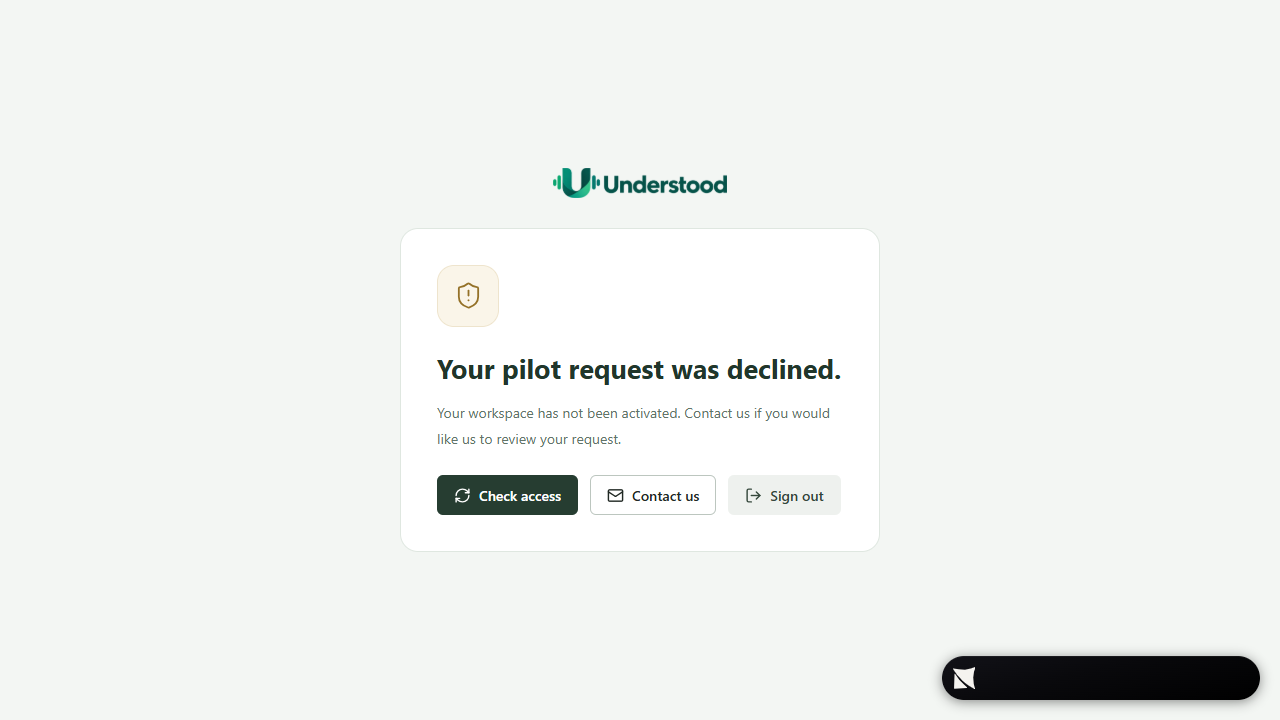 Understood
Your pilot request was declined.
Your workspace has not been activated. Contact us if you would
like us to review your request.
Check access
Contact us
Sign out